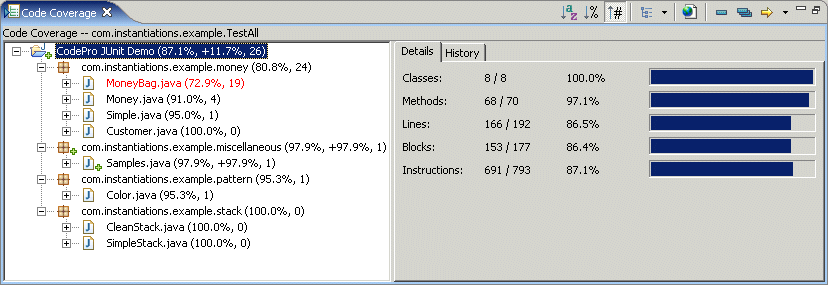 Code Coverage
Code Coverage -- com.instantiations.example.TestAll
CodePro JUnit Demo (87.1%, +11.7%, 26)
com.instantiations.example.money (80.8%, 24)
MoneyBag.java (72.9%, 19)
Money.java (91.0%, 4)
Simple.java (95.0%, 1)
Customer.java (100.0%, 0)
com.instantiations.example.miscellaneous (97.9%, +97.9%, 1)
Samples.java (97.9%, +97.9%, 1)
com.instantiations.example.pattern (95.3%, 1)
Color.java (95.3%, 1)
com.instantiations.example.stack (100.0%, 0)
CleanStack.java (100.0%, 0)
SimpleStack.java (100.0%, 0)
Details History
Classes: 8 / 8 100.0%
Methods: 68 / 70 97.1%
Lines: 166 / 192 86.5%
Blocks: 153 / 177 86.4%
Instructions: 691 / 793 87.1%